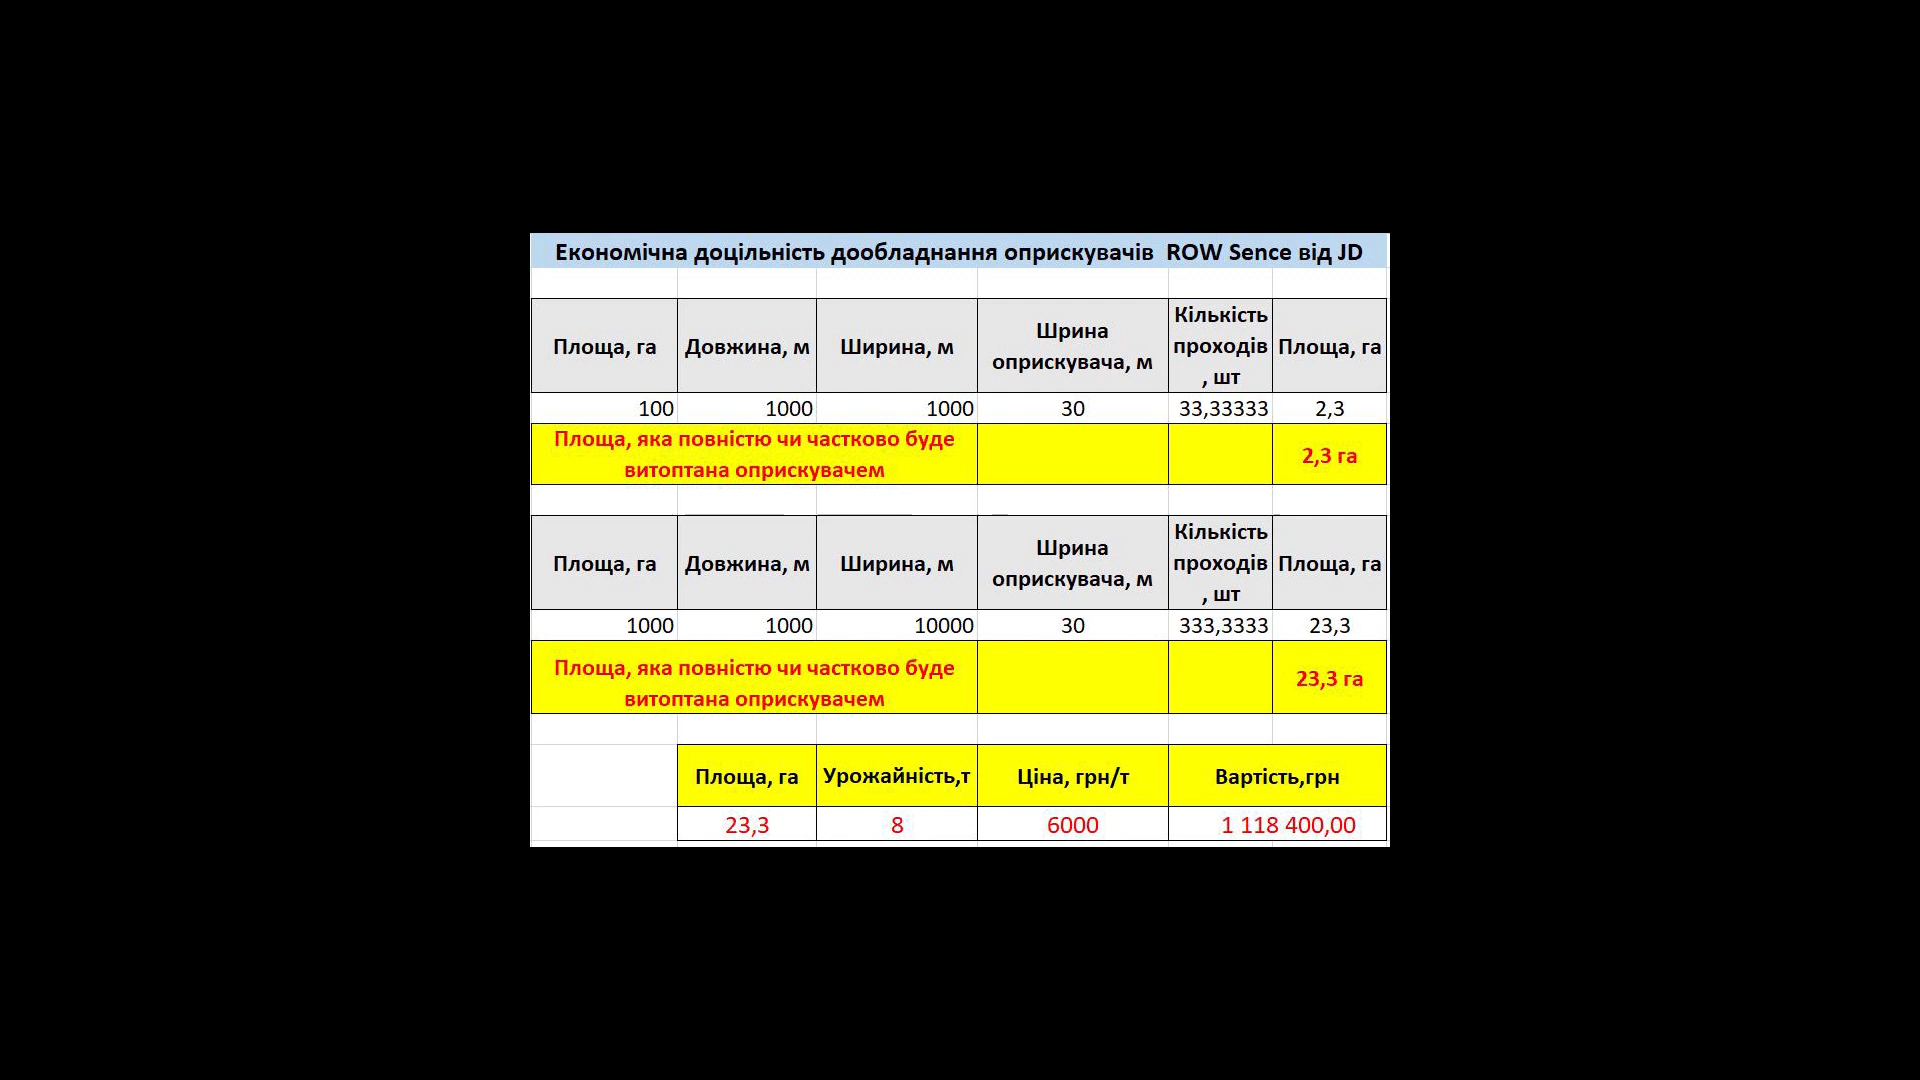 Економічна доцільність дообладнання оприскувачів ROW Sence від JD
Площа, га Довжина, м Ширина, м Шрина оприскувача, м Кількість проходів, шт Площа, га
100 1000 1000 30 33,33333 2,3
Площа, яка повністю чи частково буде
витоптана оприскувачем
2,3 га
Площа, га Довжина, м Ширина, м Шрина оприскувача, м Кількість проходів, шт Площа, га
1000 1000 10000 30 333,3333 23,3
Площа, яка повністю чи частково буде
витоптана оприскувачем
23,3 га
Площа, га Урожайність,т Ціна, грн/т Вартість,грн
23,3 8 6000 1 118 400,00